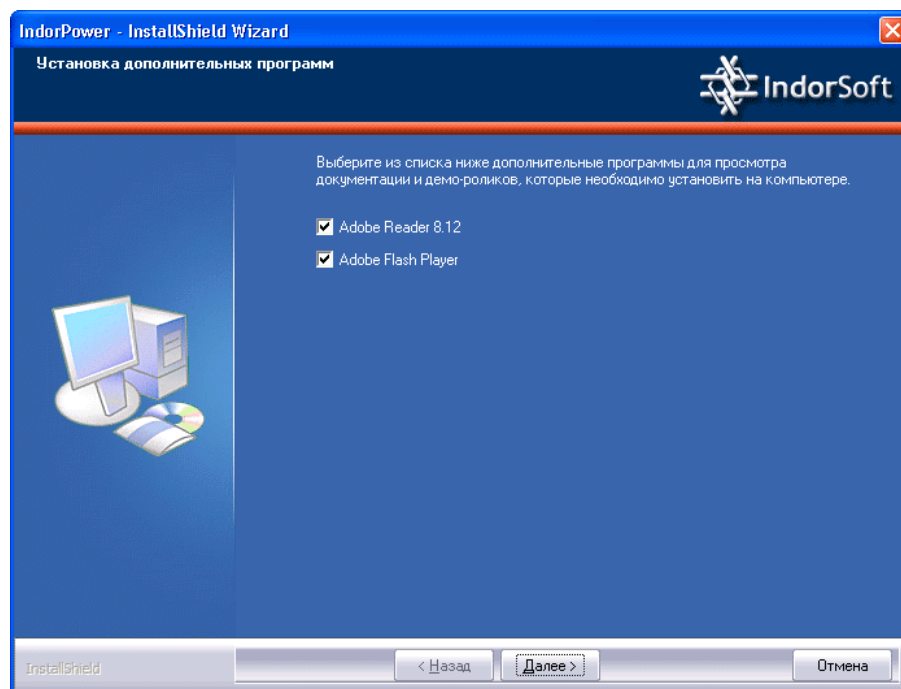 IndorPower - InstallShield Wizard
Установка дополнительных программ
IndorSoft
Выберите из списка ниже дополнительные программы для просмотра
документации и демо-роликов, которые необходимо установить на компьютере.
Adobe Reader 8.12
Adobe Flash Player
InstallShield
< Назад
Далее >
Отмена